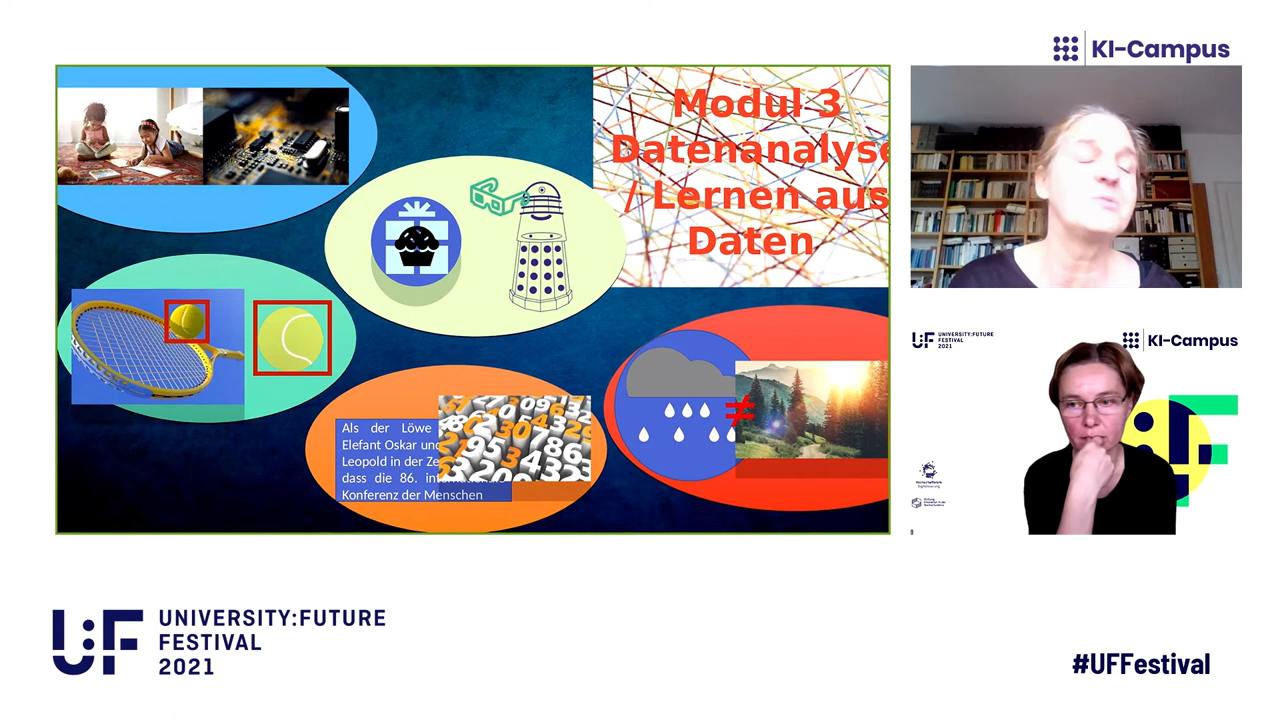 KI-Campus
Modul 3
Datenanalyse
/ Lernen aus
Daten
Als der Löwe
Elefant Oskar und
Leopold in der Ze
dass die 86. in
Konferenz der Menschen
≠
UNIVERSITY:FUTURE
FESTIVAL
2021
KI-Campus
U:F UNIVERSITY:FUTURE
FESTIVAL
2021
#UFFestival